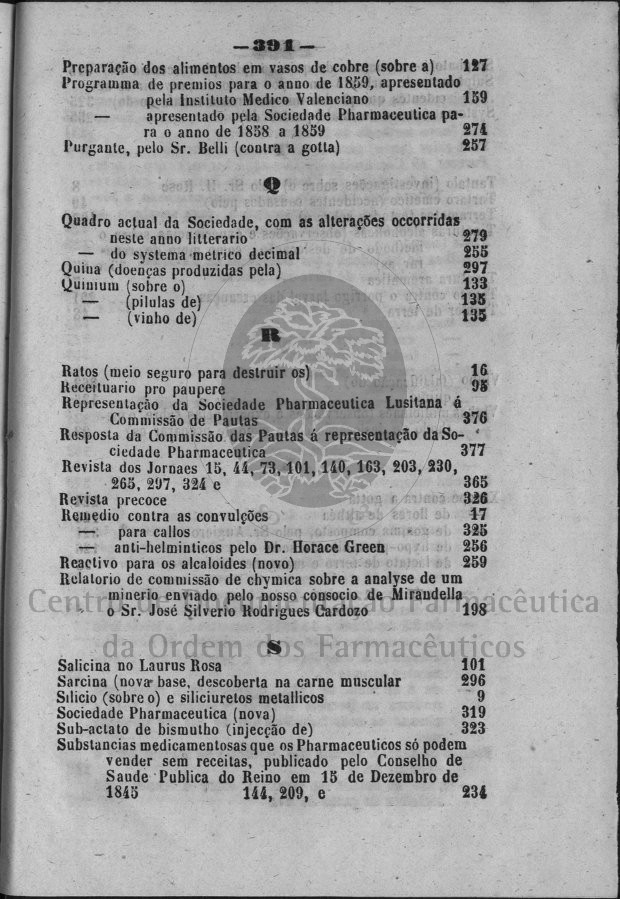 —391—
Preparação dos alimentos em vasos de cobre (sobre a) 127
Programma de premios para o anno de 1859, apresentado
pela Instituto Medico Valenciano 159
— apresentado pela Sociedade Pharmaceutica pa-
ra o anno de 1858 a 1859 274
Purgante, pelo Sr. Belli (contra a gotta) 257
Q
Quadro actual da Sociedade, com as alterações occorridas
neste anno litterario 279
— do systema metrico decimal 255
Quina (doenças produzidas pela) 297
Quinium (sobre o) 133
— (pilulas de) 135
— (vinho de) 135
R
Ratos (meio seguro para destruir os) 16
Receituario pro paupere 95
Representação da Sociedade Pharmaceutica Lusitana á
Commissão de Pautas 376
Resposta da Commissão das Pautas á representação da So-
ciedade Pharmaceutica 377
Revista dos Jornaes 15, 44, 73, 101, 140, 163, 203, 230,
265, 297, 324 e 365
Revista precoce 326
Remedio contra as convulções 17
— para callos 325
— anti-helminticos pelo Dr. Horace Green 256
Reactivo para os alcaloides (novo) 259
Relatorio de commissão de chymica sobre a analyse de um
minerio enviado pelo nosso consocio de Mirandella
o Sr. José Silverio Rodrigues Cardozo 198
S
Salicina no Laurus Rosa 101
Sarcina (nova base, descoberta na carne muscular 296
Silicio (sobre o) e siliciuretos metallicos 9
Sociedade Pharmaceutica (nova) 319
Sub-actato de bismutho (injecção de) 323
Substancias medicamentosas que os Pharmaceuticos só podem
vender sem receitas, publicado pelo Conselho de
Saude Publica do Reino em 15 de Dezembro de
1845 144, 209, e 234
Farmacêutica
da Ordem dos Farmacêuticos